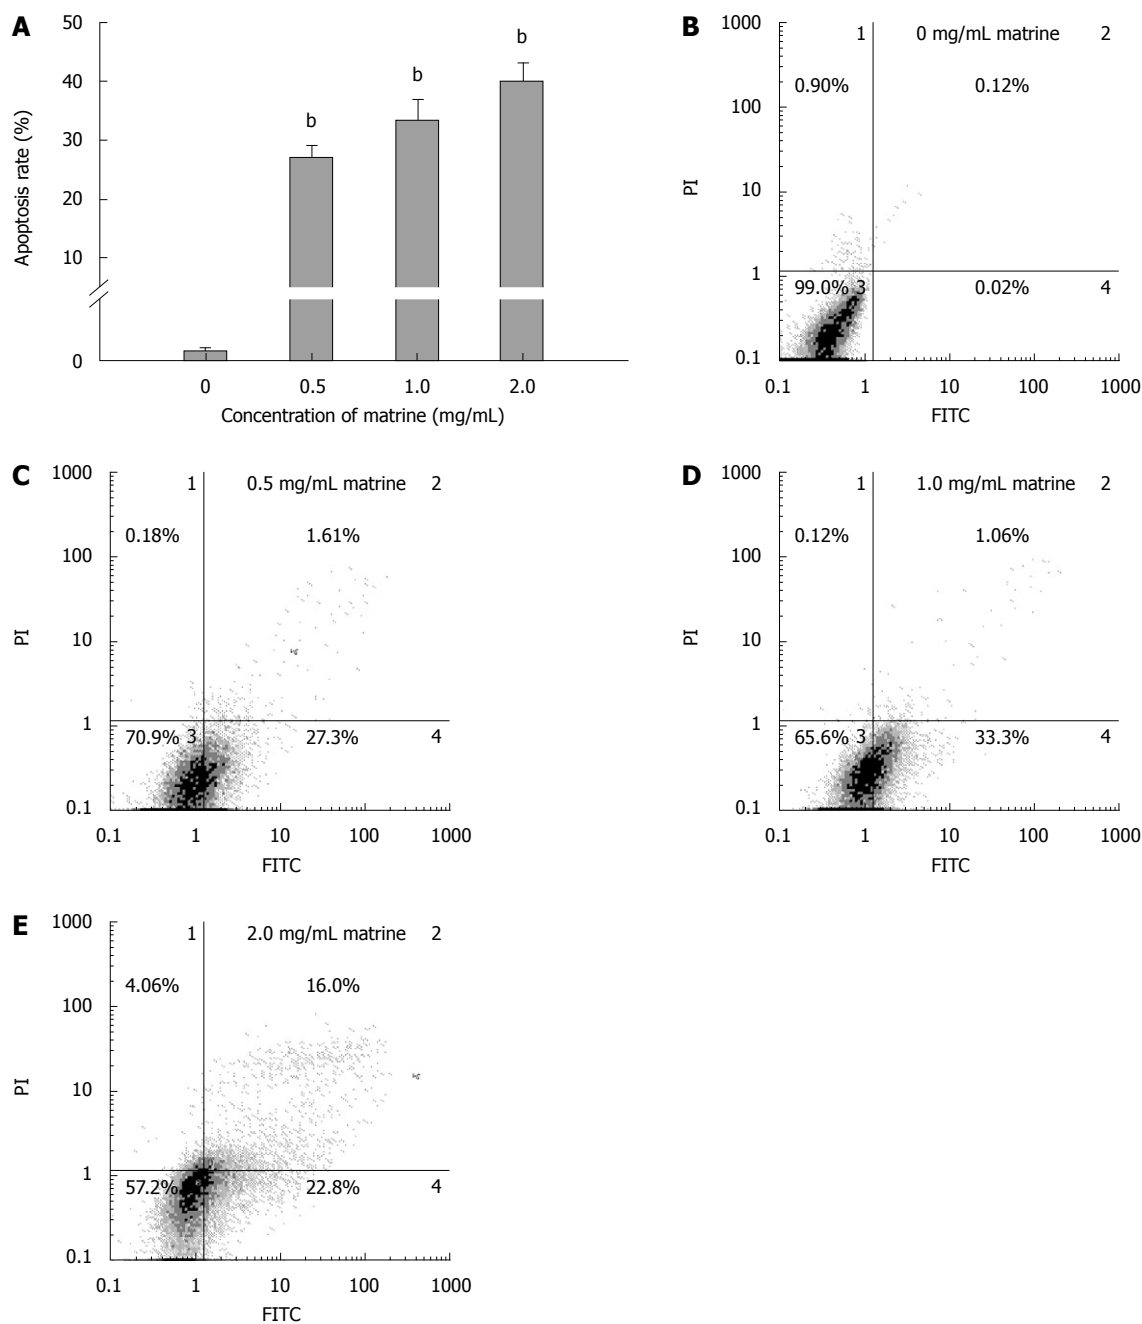 A
50
40
30
20
10
0
Apoptosis rate (%)
b
b
b
0 0.5 1.0 2.0
Concentration of matrine (mg/mL)
B
1 0 mg/mL matrine 2
0.90% 0.12%
99.0% 3 0.02% 4
1000
100
10
1
0.1
PI
0.1 1 10 100 1000
FITC
C
1 0.5 mg/mL matrine 2
0.18% 1.61%
70.9% 3 27.3% 4
1000
100
10
1
0.1
PI
0.1 1 10 100 1000
FITC
D
1 1.0 mg/mL matrine 2
0.12% 1.06%
65.6% 3 33.3% 4
1000
100
10
1
0.1
PI
0.1 1 10 100 1000
FITC
E
1 2.0 mg/mL matrine 2
4.06% 16.0%
57.2% 22.8% 4
1000
100
10
1
0.1
PI
0.1 1 10 100 1000
FITC